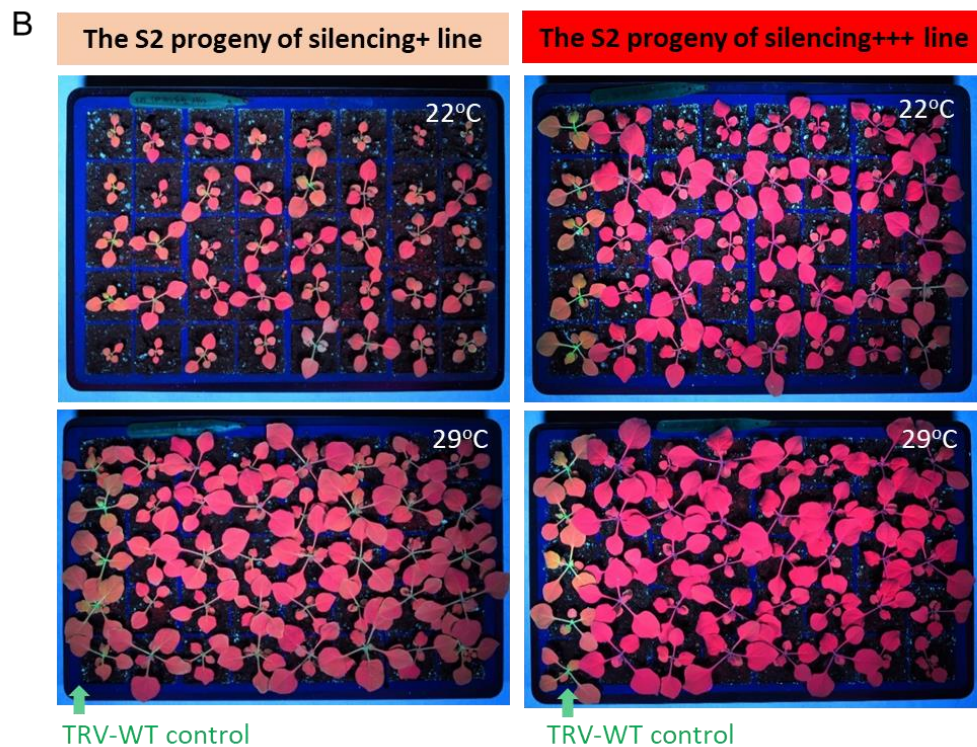 B
The S2 progeny of silencing+ line
The S2 progeny of silencing+++ line
22°C
22°C
29°C
29°C
TRV-WT control
TRV-WT control